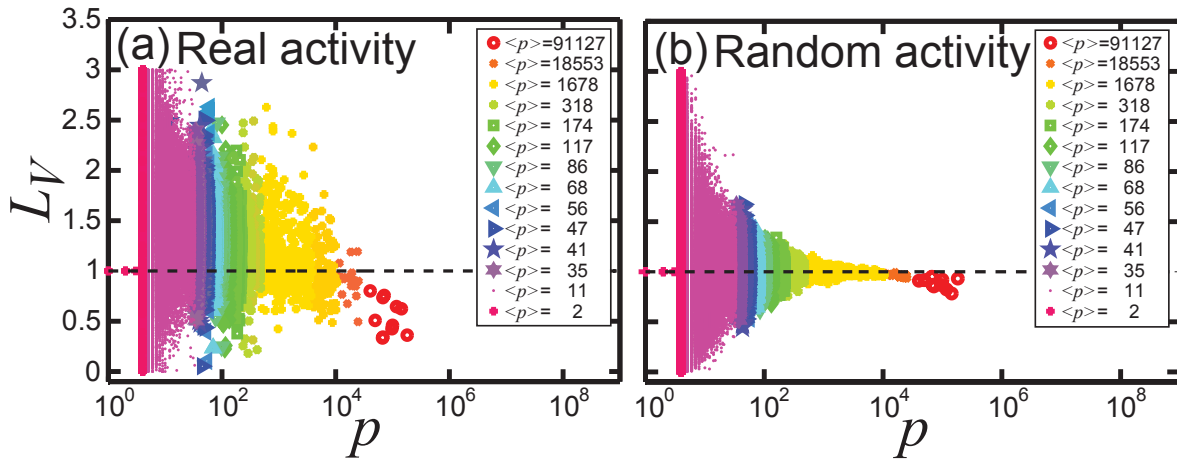 (a) Real activity
3.5
3
2.5
2
1.5
1
0.5
0
L_V
10^0
10^2
10^4
10^6
10^8
p
<p>=91127
<p>=18553
<p>= 1678
<p>= 318
<p>= 174
<p>= 117
<p>= 86
<p>= 68
<p>= 56
<p>= 47
<p>= 41
<p>= 35
<p>= 11
<p>= 2
(b) Random activity
10^0
10^2
10^4
10^6
10^8
p
<p>=91127
<p>=18553
<p>= 1678
<p>= 318
<p>= 174
<p>= 117
<p>= 86
<p>= 68
<p>= 56
<p>= 47
<p>= 41
<p>= 35
<p>= 11
<p>= 2